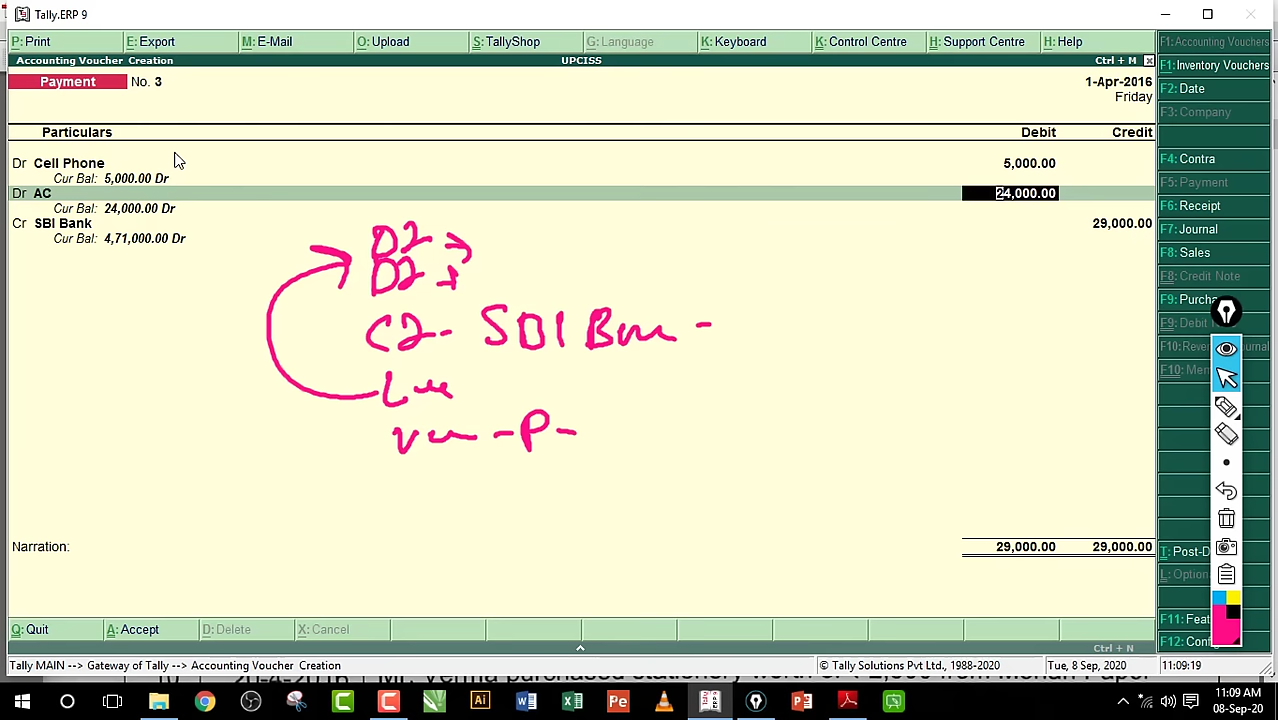 Tally.ERP 9
P: Print E: Export M: E-Mail O: Upload S: TallyShop G: Language K: Keyboard K: Control Centre H: Support Centre H: Help
F1: Accounting Vouchers
Accounting Voucher Creation UPCISS Ctrl + M
F1: Inventory Vouchers
Payment No. 3 1-Apr-2016
F2: Date
Friday
F3: Company
Particulars Debit Credit
Dr Cell Phone 5,000.00
F4: Contra
Cur Bal: 5,000.00 Dr
F5: Payment
Dr AC 24,000.00
Cur Bal: 24,000.00 Dr
F6: Receipt
Cr SBI Bank 29,000.00
F7: Journal
Cur Bal: 4,71,000.00 Dr
F8: Sales
F8: Credit Note
F9: Purcha
F9: Debit
F10: Rever rnal
F10: Mem
SBI
P
Narration: 29,000.00 29,000.00
T: Post-D
L: Option
F11: Feat
Q: Quit A: Accept D: Delete X: Cancel
F12: Conf
Ctrl + N
Tally MAIN --> Gateway of Tally --> Accounting Voucher Creation © Tally Solutions Pvt Ltd., 1988-2020 Tue, 8 Sep, 2020 11:09:19
11:09 AM
08-Sep-20